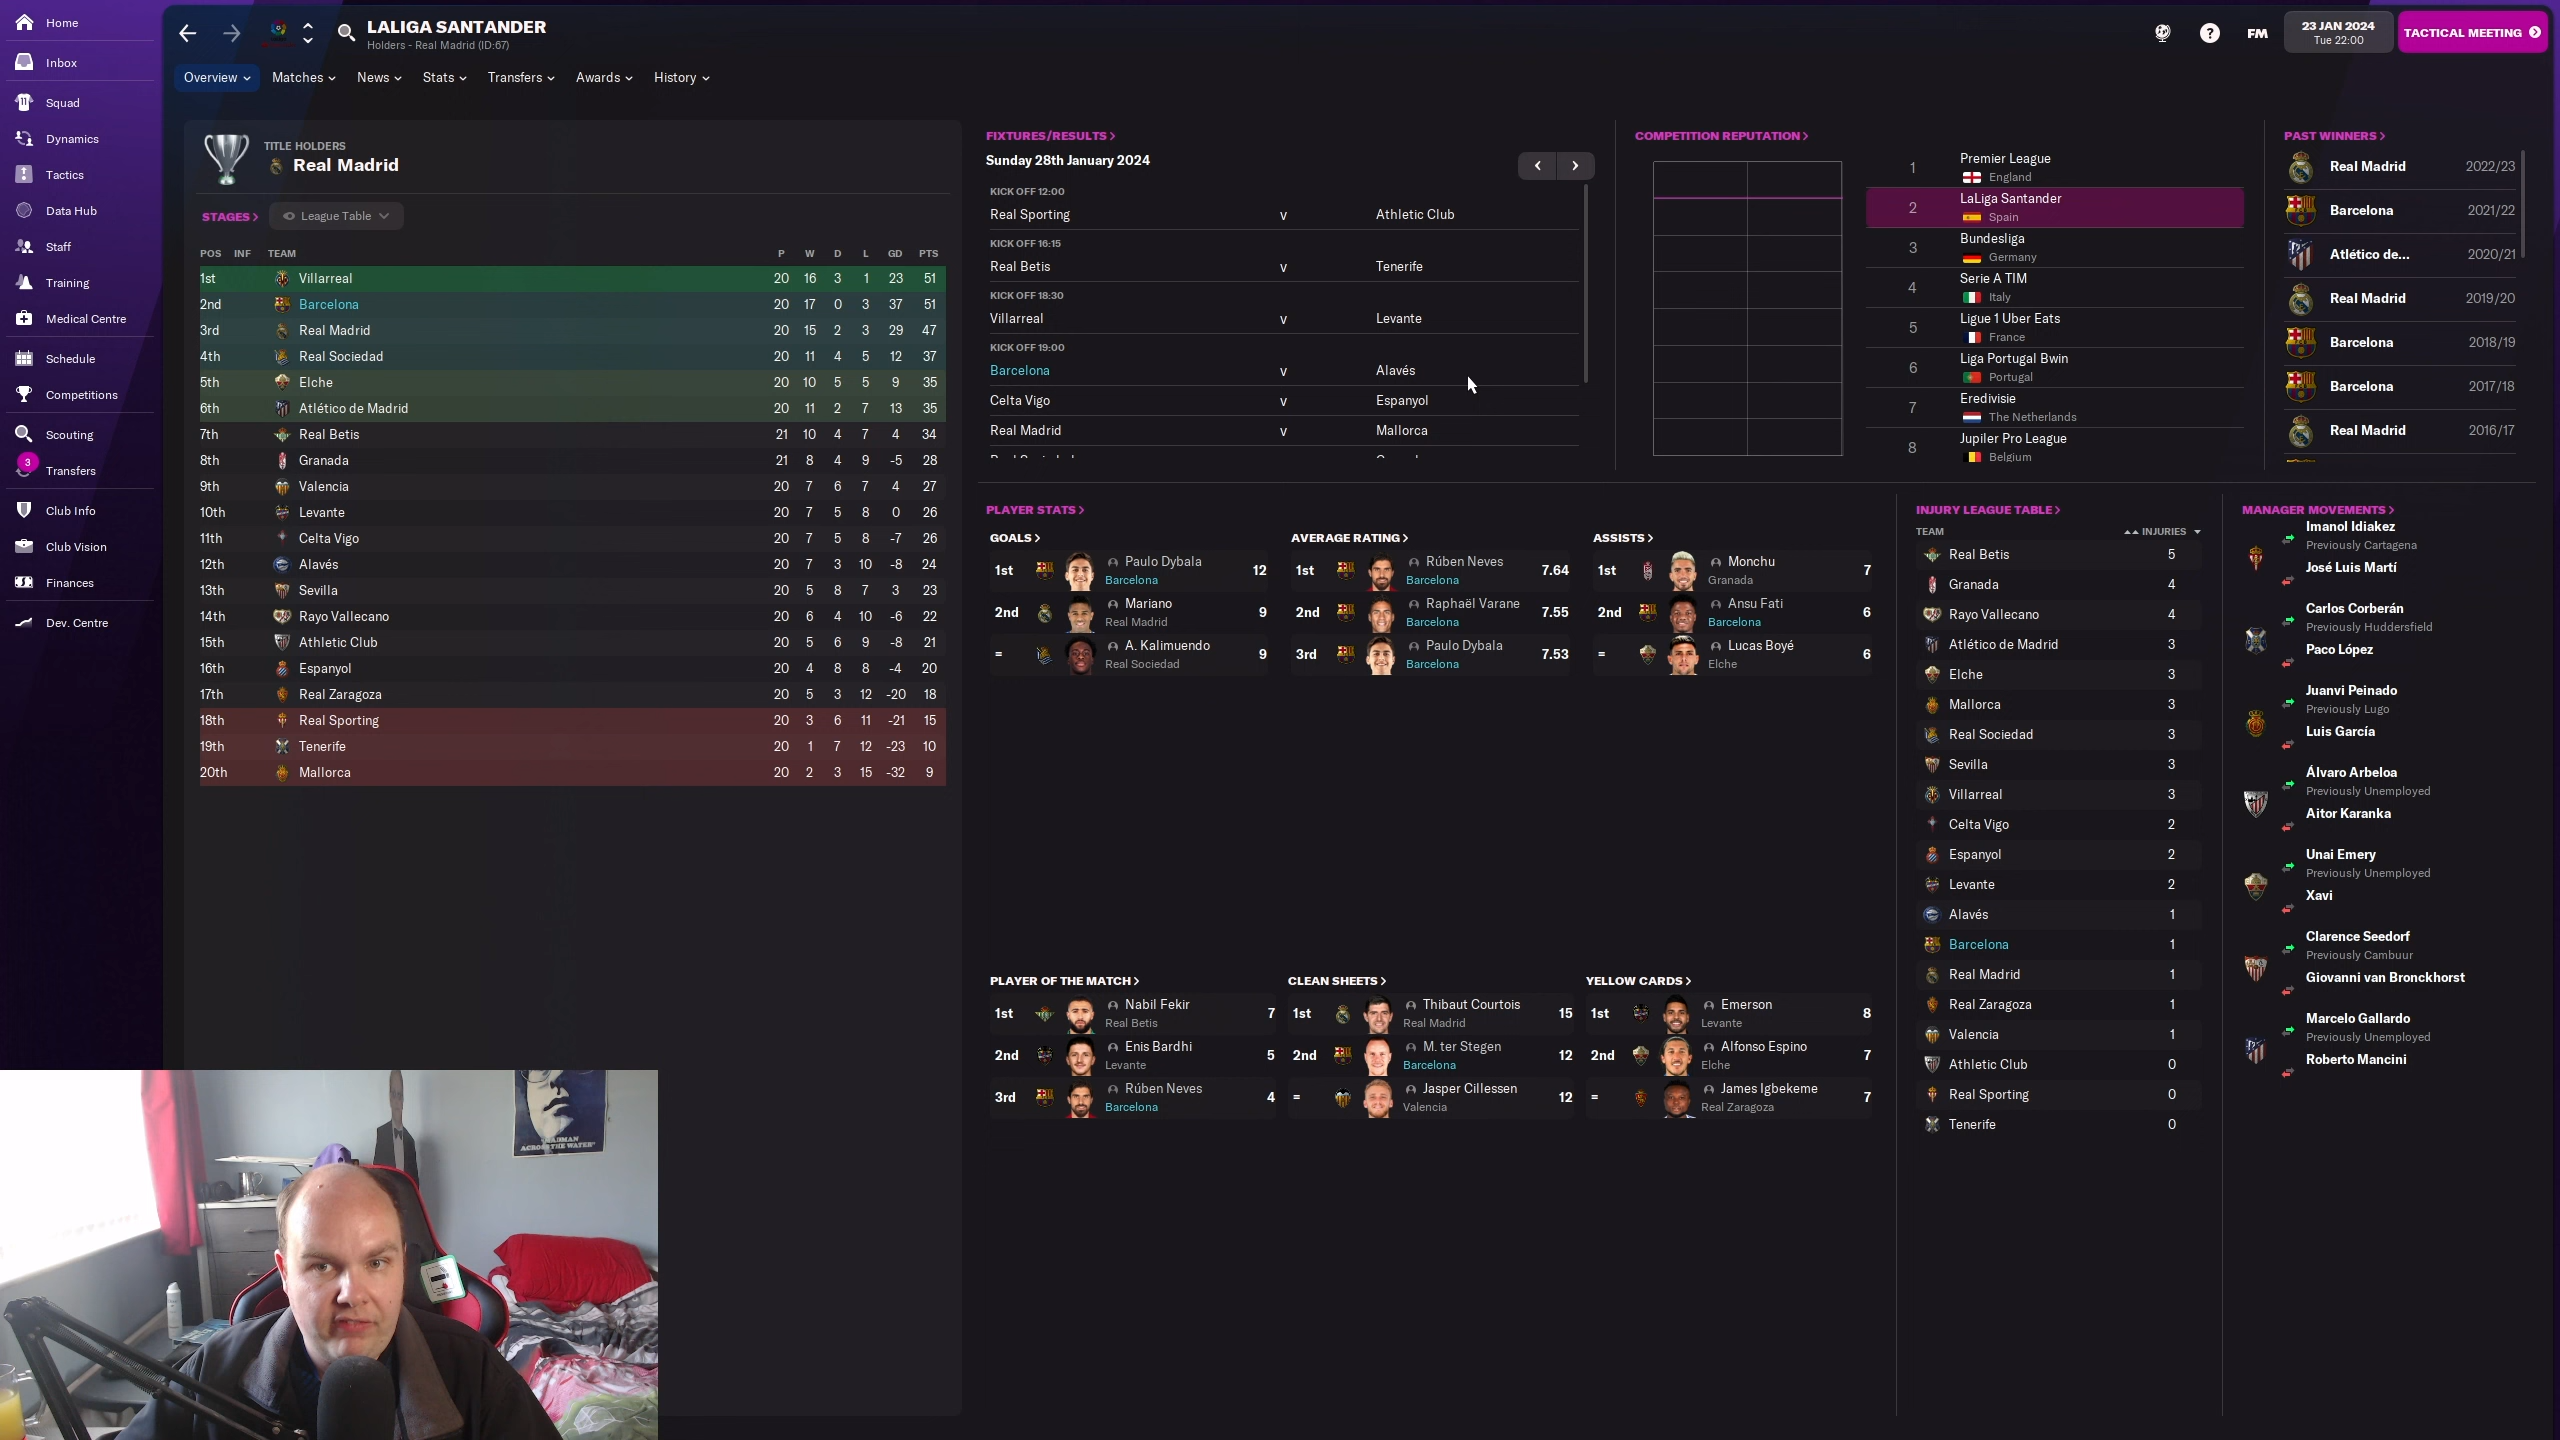 Home
Inbox
Squad
Dynamics
Tactics
Data Hub
Staff
Training
Medical Centre
Schedule
Competitions
Scouting
3
Transfers
Club Info
Club Vision
Finances
Dev. Centre
LALIGA SANTANDER
Holders - Real Madrid (ID:67)
FM
23 JAN 2024
Tue 22:00
TACTICAL MEETING
Overview Matches News Stats Transfers Awards History
TITLE HOLDERS
Real Madrid
STAGES League Table
POS INF TEAM P W D L GD PTS
1st Villarreal 20 16 3 1 23 51
2nd Barcelona 20 17 0 3 37 51
3rd Real Madrid 20 15 2 3 29 47
4th Real Sociedad 20 11 4 5 12 37
5th Elche 20 10 5 5 9 35
6th Atlético de Madrid 20 11 2 7 13 35
7th Real Betis 21 10 4 7 4 34
8th Granada 21 8 4 9 -5 28
9th Valencia 20 7 6 7 4 27
10th Levante 20 7 5 8 0 26
11th Celta Vigo 20 7 5 8 -7 26
12th Alavés 20 7 3 10 -8 24
13th Sevilla 20 5 8 7 3 23
14th Rayo Vallecano 20 6 4 10 -6 22
15th Athletic Club 20 5 6 9 -8 21
16th Espanyol 20 4 8 8 -4 20
17th Real Zaragoza 20 5 3 12 -20 18
18th Real Sporting 20 3 6 11 -21 15
19th Tenerife 20 1 7 12 -23 10
20th Mallorca 20 2 3 15 -32 9
FIXTURES/RESULTS
Sunday 28th January 2024
KICK OFF 12:00
Real Sporting v Athletic Club
KICK OFF 16:15
Real Betis v Tenerife
KICK OFF 18:30
Villarreal v Levante
KICK OFF 19:00
Barcelona v Alavés
Celta Vigo v Espanyol
Real Madrid v Mallorca
COMPETITION REPUTATION
1 Premier League
England
2 LaLiga Santander
Spain
3 Bundesliga
Germany
4 Serie A TIM
Italy
5 Ligue 1 Uber Eats
France
6 Liga Portugal Bwin
Portugal
7 Eredivisie
The Netherlands
8 Jupiler Pro League
Belgium
PAST WINNERS
Real Madrid 2022/23
Barcelona 2021/22
Atlético de... 2020/21
Real Madrid 2019/20
Barcelona 2018/19
Barcelona 2017/18
Real Madrid 2016/17
PLAYER STATS
GOALS
1st Paulo Dybala 12
Barcelona
2nd Mariano 9
Real Madrid
= A. Kalimuendo 9
Real Sociedad
AVERAGE RATING
1st Rúben Neves 7.64
Barcelona
2nd Raphaël Varane 7.55
Barcelona
3rd Paulo Dybala 7.53
Barcelona
ASSISTS
1st Monchu 7
Granada
2nd Ansu Fati 6
Barcelona
= Lucas Boyé 6
Elche
PLAYER OF THE MATCH
1st Nabil Fekir 7
Real Betis
2nd Enis Bardhi 5
Levante
3rd Rúben Neves 4
Barcelona
CLEAN SHEETS
1st Thibaut Courtois 15
Real Madrid
2nd M. ter Stegen 12
Barcelona
= Jasper Cillessen 12
Valencia
YELLOW CARDS
1st Emerson 8
Levante
2nd Alfonso Espino 7
Elche
= James Igbekeme 7
Real Zaragoza
INJURY LEAGUE TABLE
TEAM INJURIES
Real Betis 5
Granada 4
Rayo Vallecano 4
Atlético de Madrid 3
Elche 3
Mallorca 3
Real Sociedad 3
Sevilla 3
Villarreal 3
Celta Vigo 2
Espanyol 2
Levante 2
Alavés 1
Barcelona 1
Real Madrid 1
Real Zaragoza 1
Valencia 1
Athletic Club 0
Real Sporting 0
Tenerife 0
MANAGER MOVEMENTS
Imanol Idiakez
Previously Cartagena
José Luis Martí
Carlos Corberán
Previously Huddersfield
Paco López
Juanvi Peinado
Previously Lugo
Luis García
Álvaro Arbeloa
Previously Unemployed
Aitor Karanka
Unai Emery
Previously Unemployed
Xavi
Clarence Seedorf
Previously Cambuur
Giovanni van Bronckhorst
Marcelo Gallardo
Previously Unemployed
Roberto Mancini
MADMAN
ACROSS THE WATER